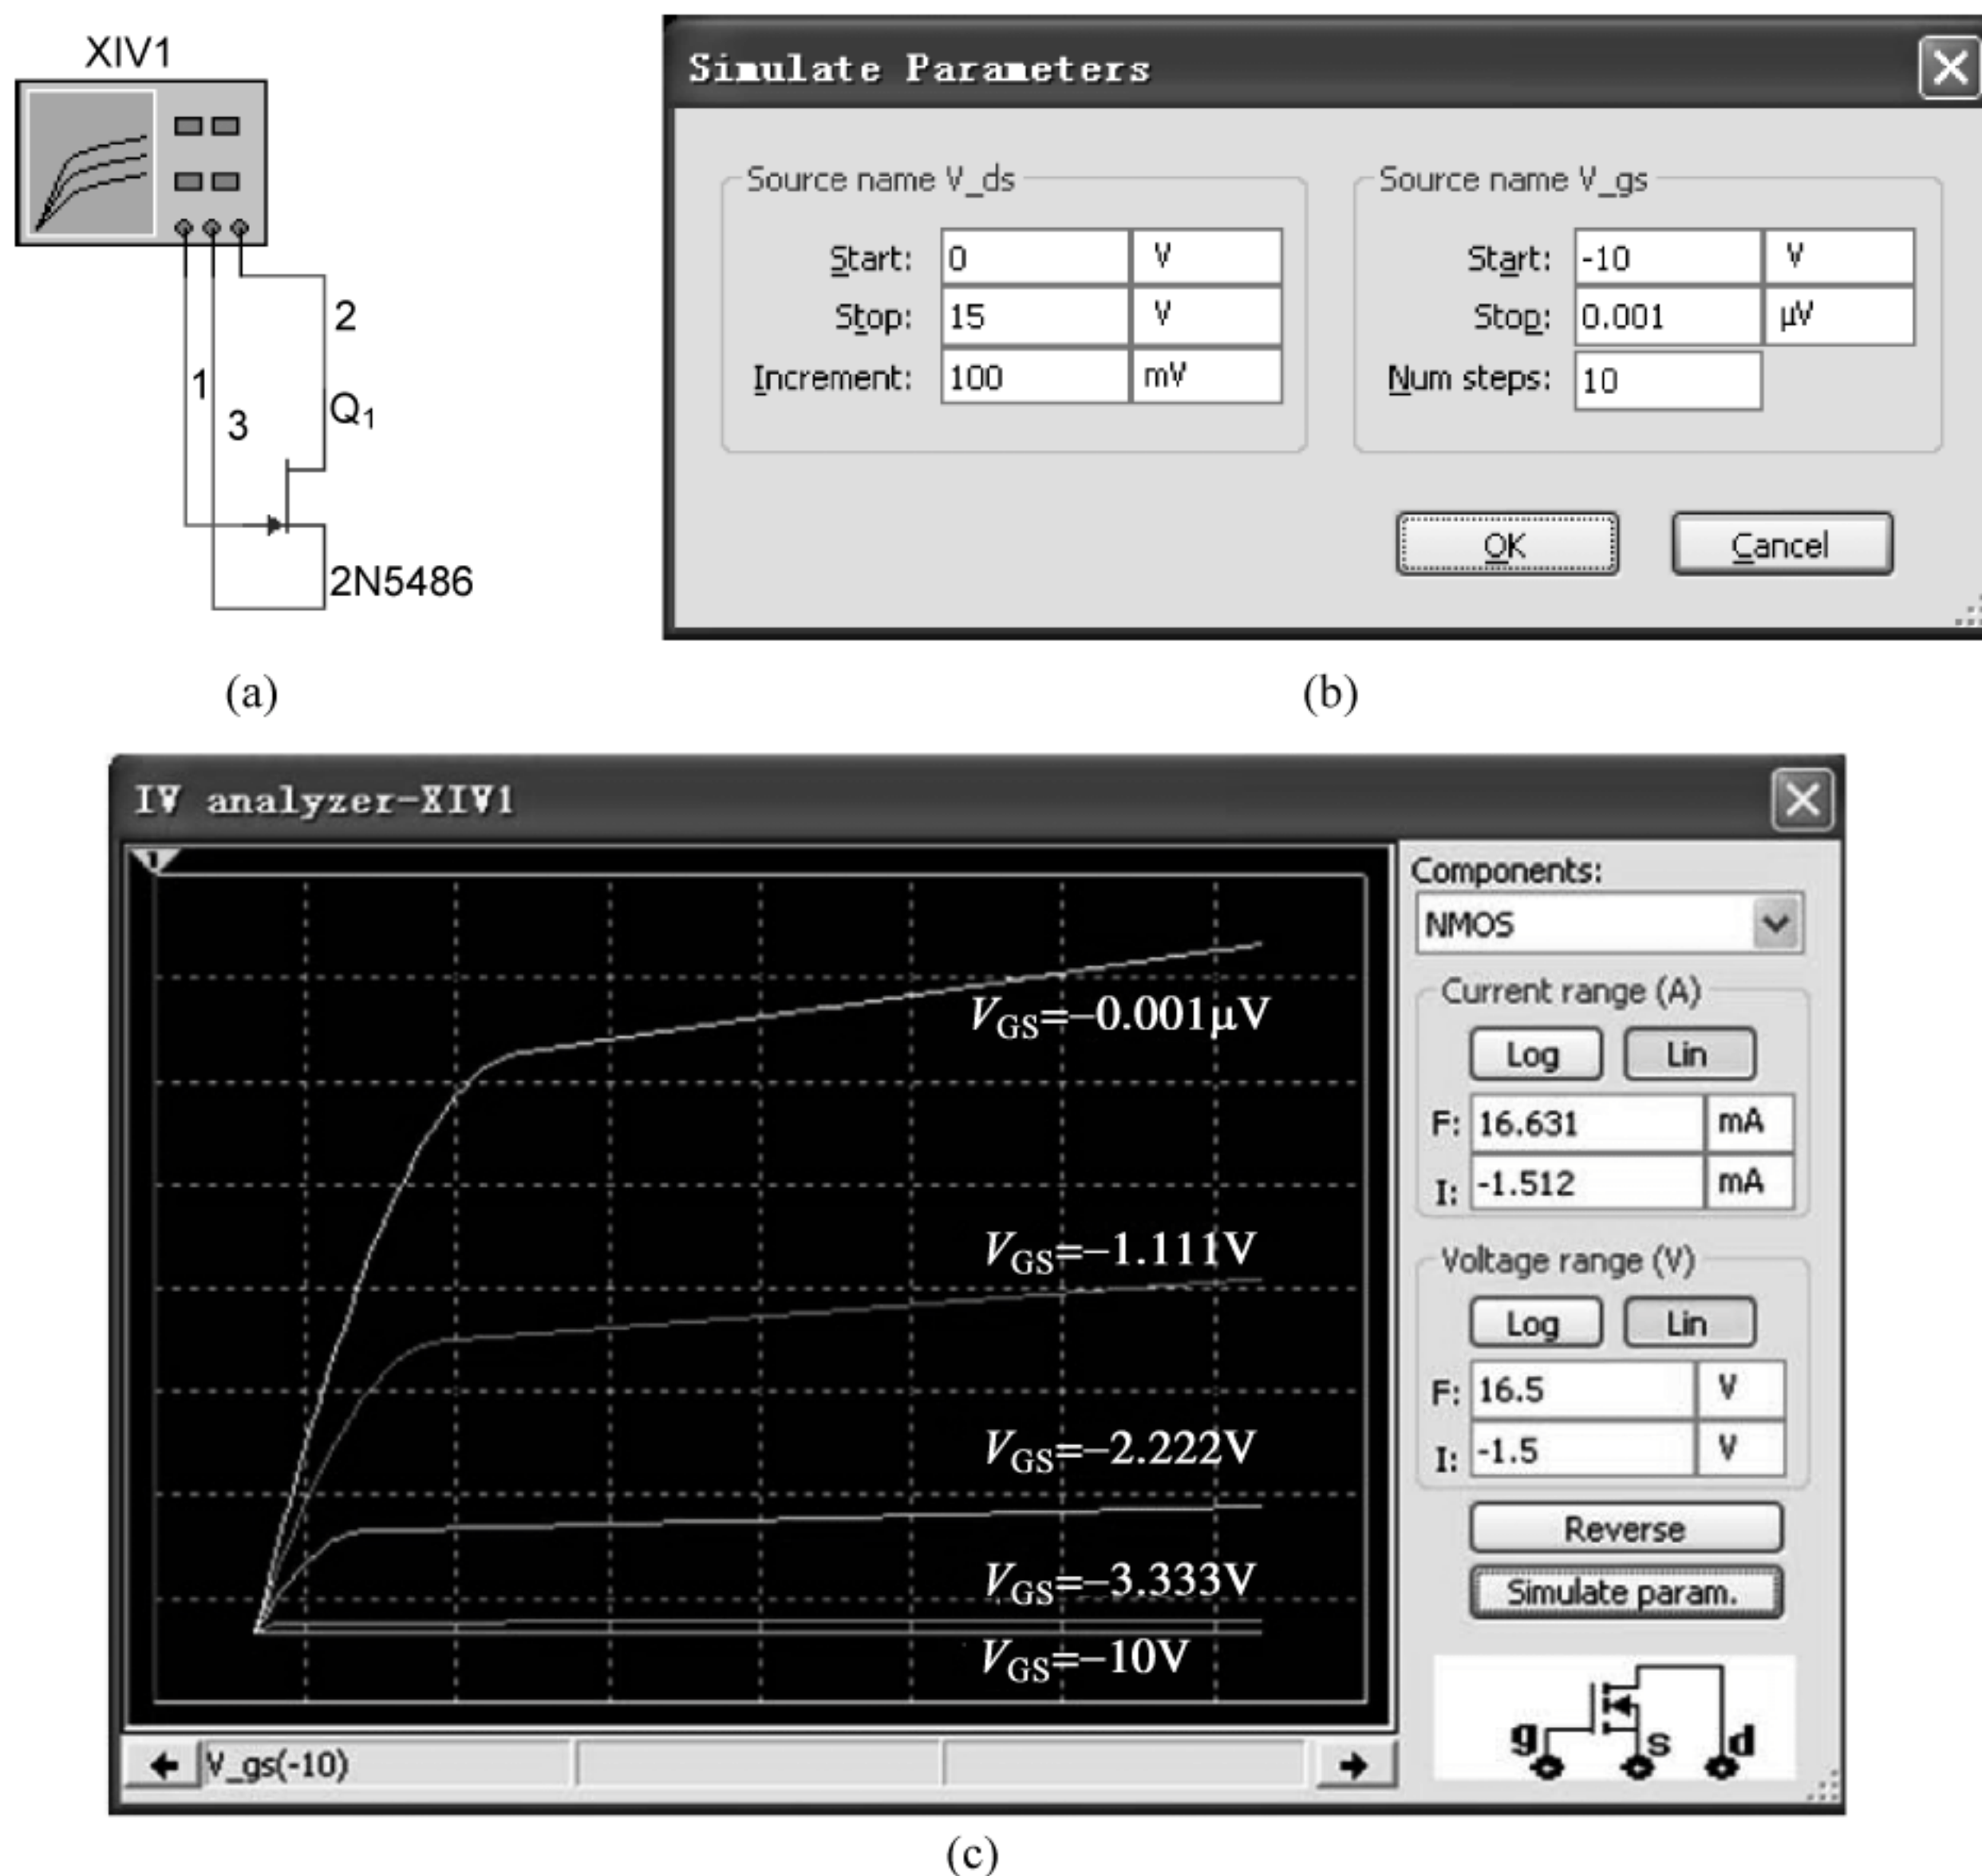 XIV1
1
2
3
Q1
2N5486
(a)
Simulate Parameters
Source name V_ds
Start: 0 V
Stop: 15 V
Increment: 100 mV
Source name V_gs
Start: -10 V
Stop: 0.001 μV
Num steps: 10
OK
Cancel
(b)
IV analyzer-XIV1
1
VGS=−0.001μV
VGS=−1.111V
VGS=−2.222V
VGS=−3.333V
VGS=−10V
V_gs(-10)
Components:
NMOS
Current range (A)
Log Lin
F: 16.631 mA
I: -1.512 mA
Voltage range (V)
Log Lin
F: 16.5 V
I: -1.5 V
Reverse
Simulate param.
g s d
(c)